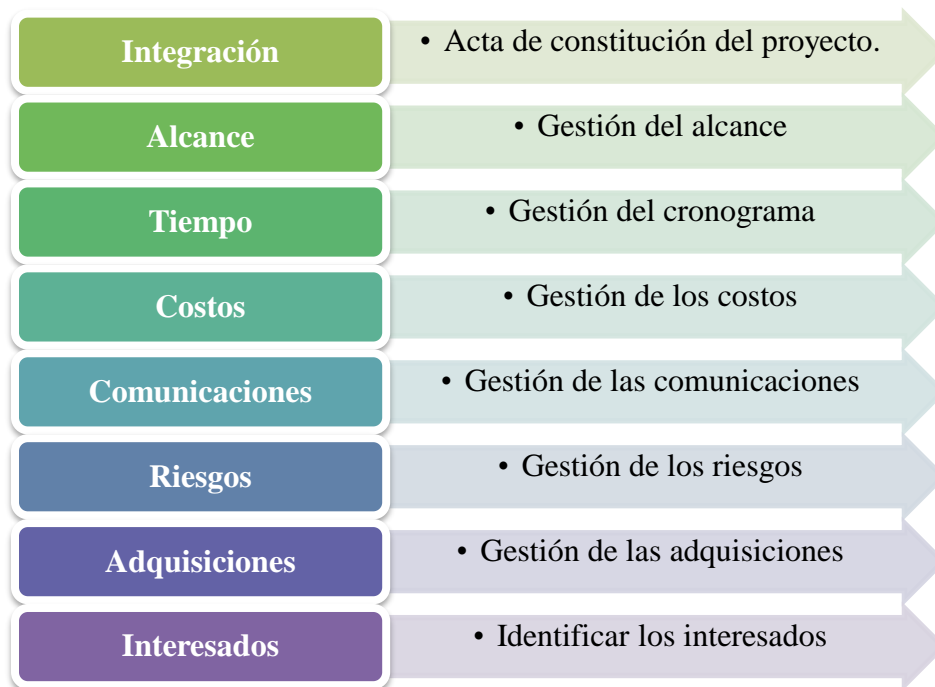 Integración
• Acta de constitución del proyecto.
Alcance
• Gestión del alcance
Tiempo
• Gestión del cronograma
Costos
• Gestión de los costos
Comunicaciones
• Gestión de las comunicaciones
Riesgos
• Gestión de los riesgos
Adquisiciones
• Gestión de las adquisiciones
Interesados
• Identificar los interesados